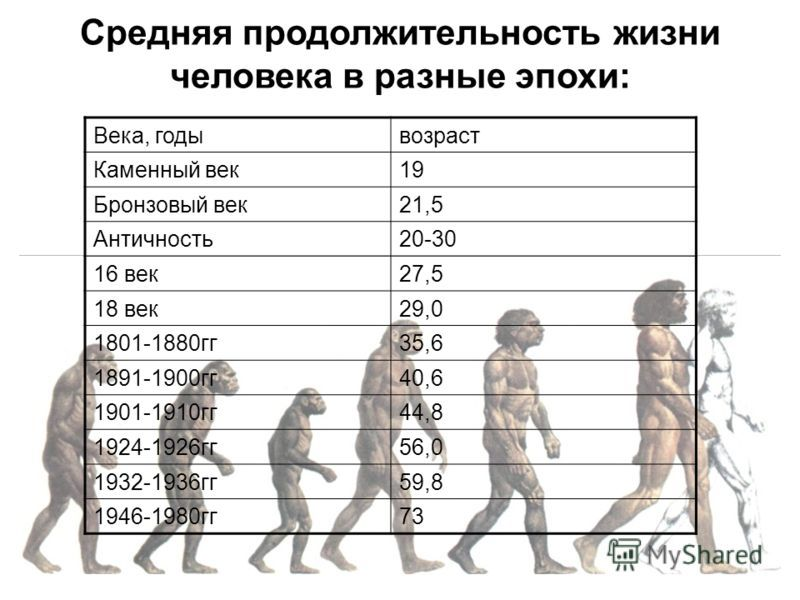 Средняя продолжительность жизни
человека в разные эпохи:
Века, годы возраст
Каменный век 19
Бронзовый век 21,5
Античность 20-30
16 век 27,5
18 век 29,0
1801-1880гг 35,6
1891-1900гг 40,6
1901-1910гг 44,8
1924-1926гг 56,0
1932-1936гг 59,8
1946-1980гг 73
MyShared